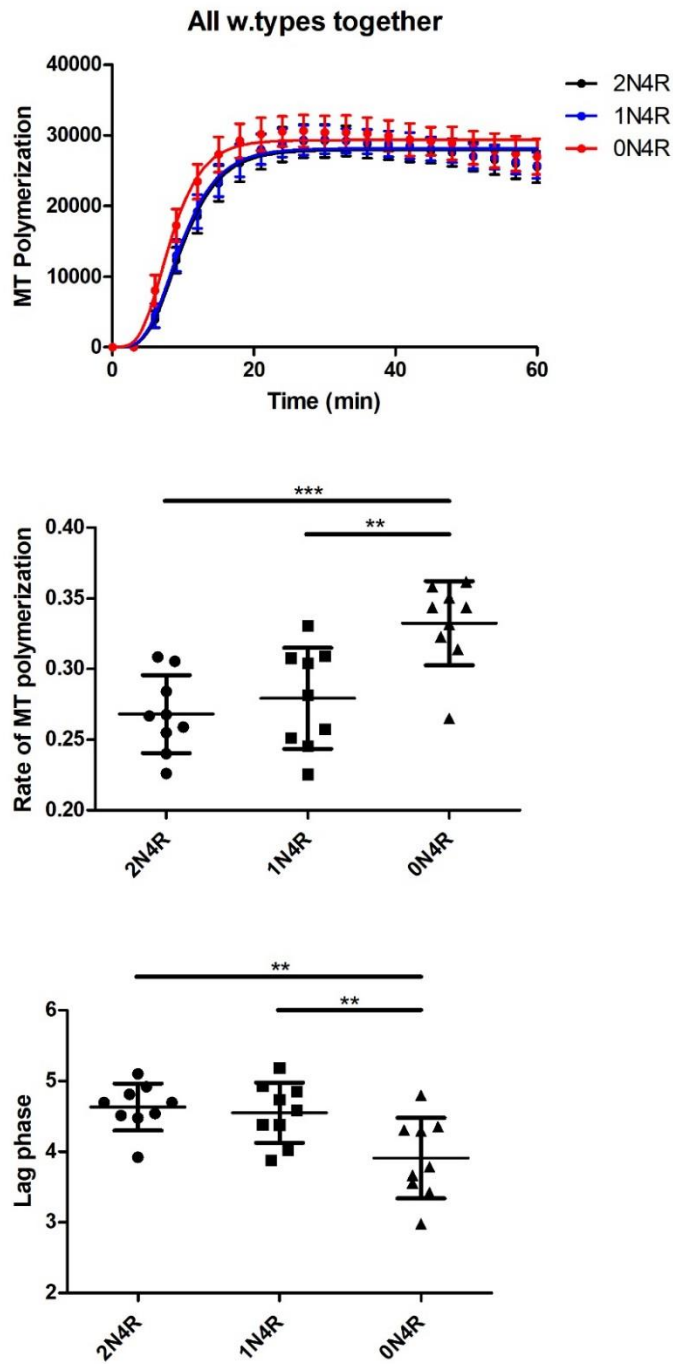 All w.types together
40000
30000
20000
10000
0
MT Polymerization
0 20 40 60
Time (min)
2N4R
1N4R
0N4R
***
**
0.40
0.35
0.30
0.25
0.20
Rate of MT polymerization
2N4R 1N4R 0N4R
**
**
6
5
4
3
2
Lag phase
2N4R 1N4R 0N4R